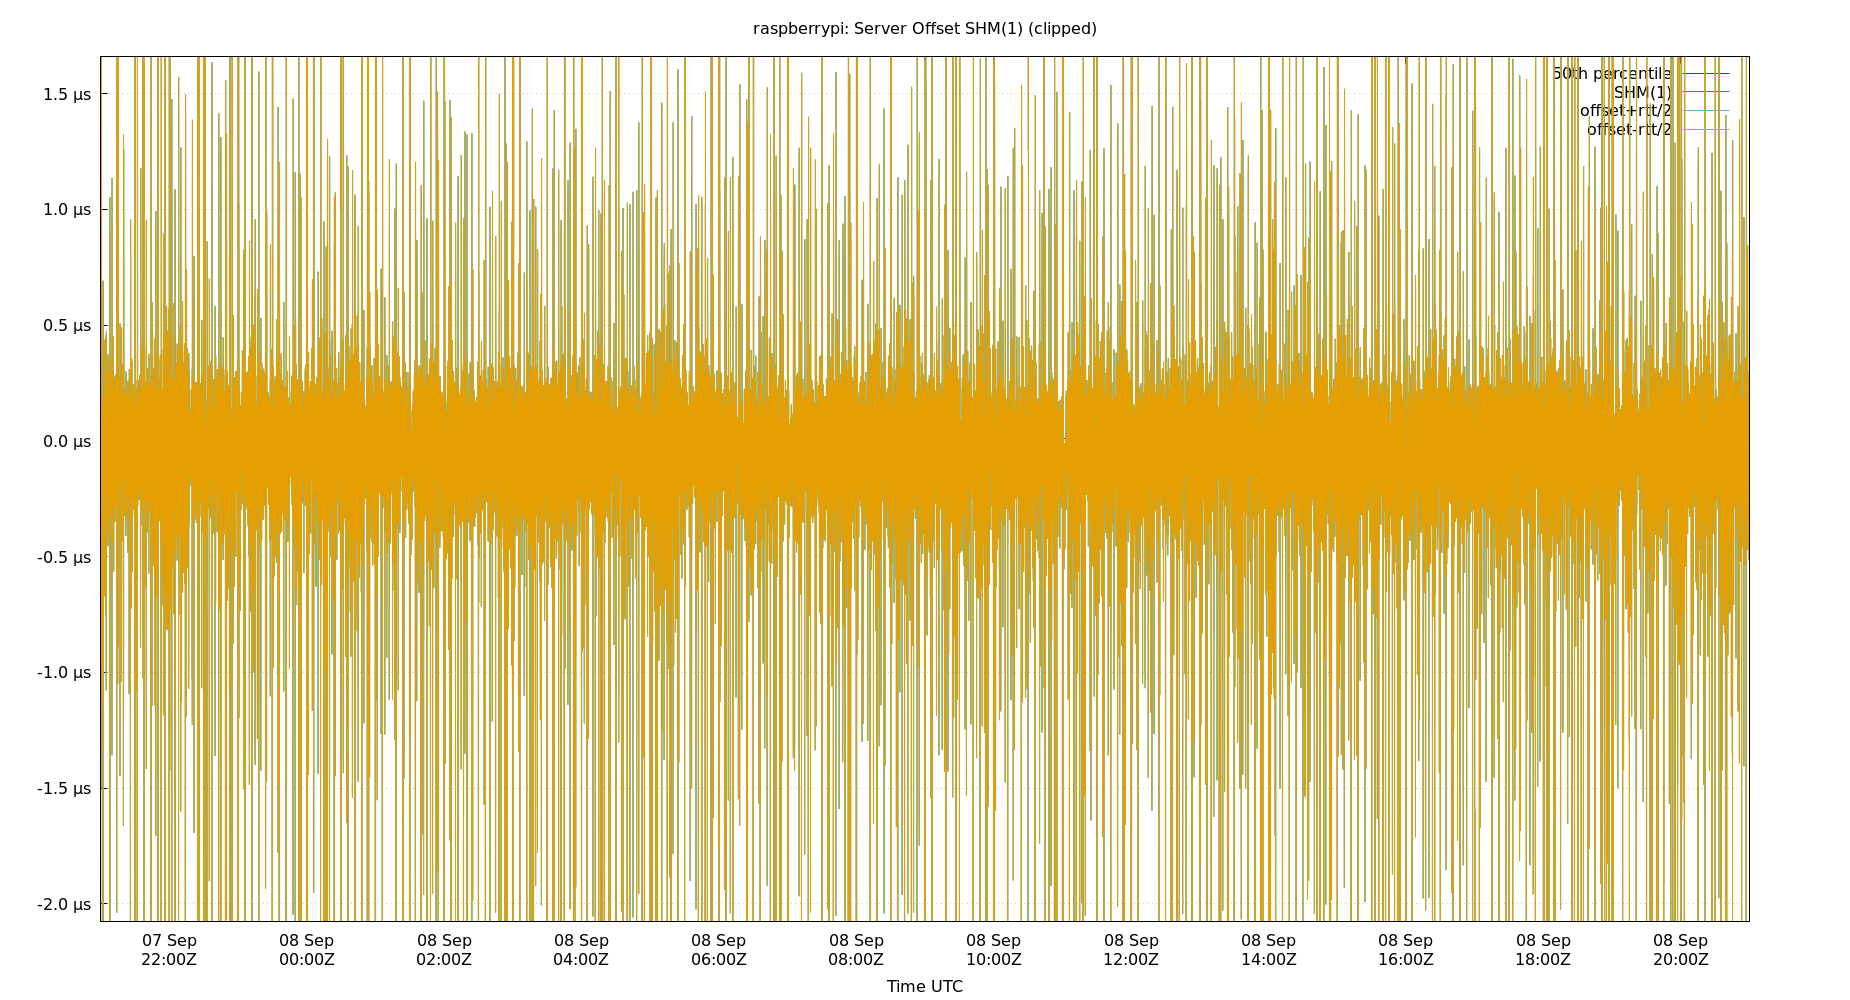 raspberrypi: Server Offset SHM(1) (clipped)
50th percentile
SHM(1)
offset+rtt/2
offset-rtt/2
1.5 µs
1.0 µs
0.5 µs
0.0 µs
-0.5 µs
-1.0 µs
-1.5 µs
-2.0 µs
07 Sep 08 Sep 08 Sep 08 Sep 08 Sep 08 Sep 08 Sep 08 Sep 08 Sep 08 Sep 08 Sep 08 Sep
22:00Z 00:00Z 02:00Z 04:00Z 06:00Z 08:00Z 10:00Z 12:00Z 14:00Z 16:00Z 18:00Z 20:00Z
Time UTC